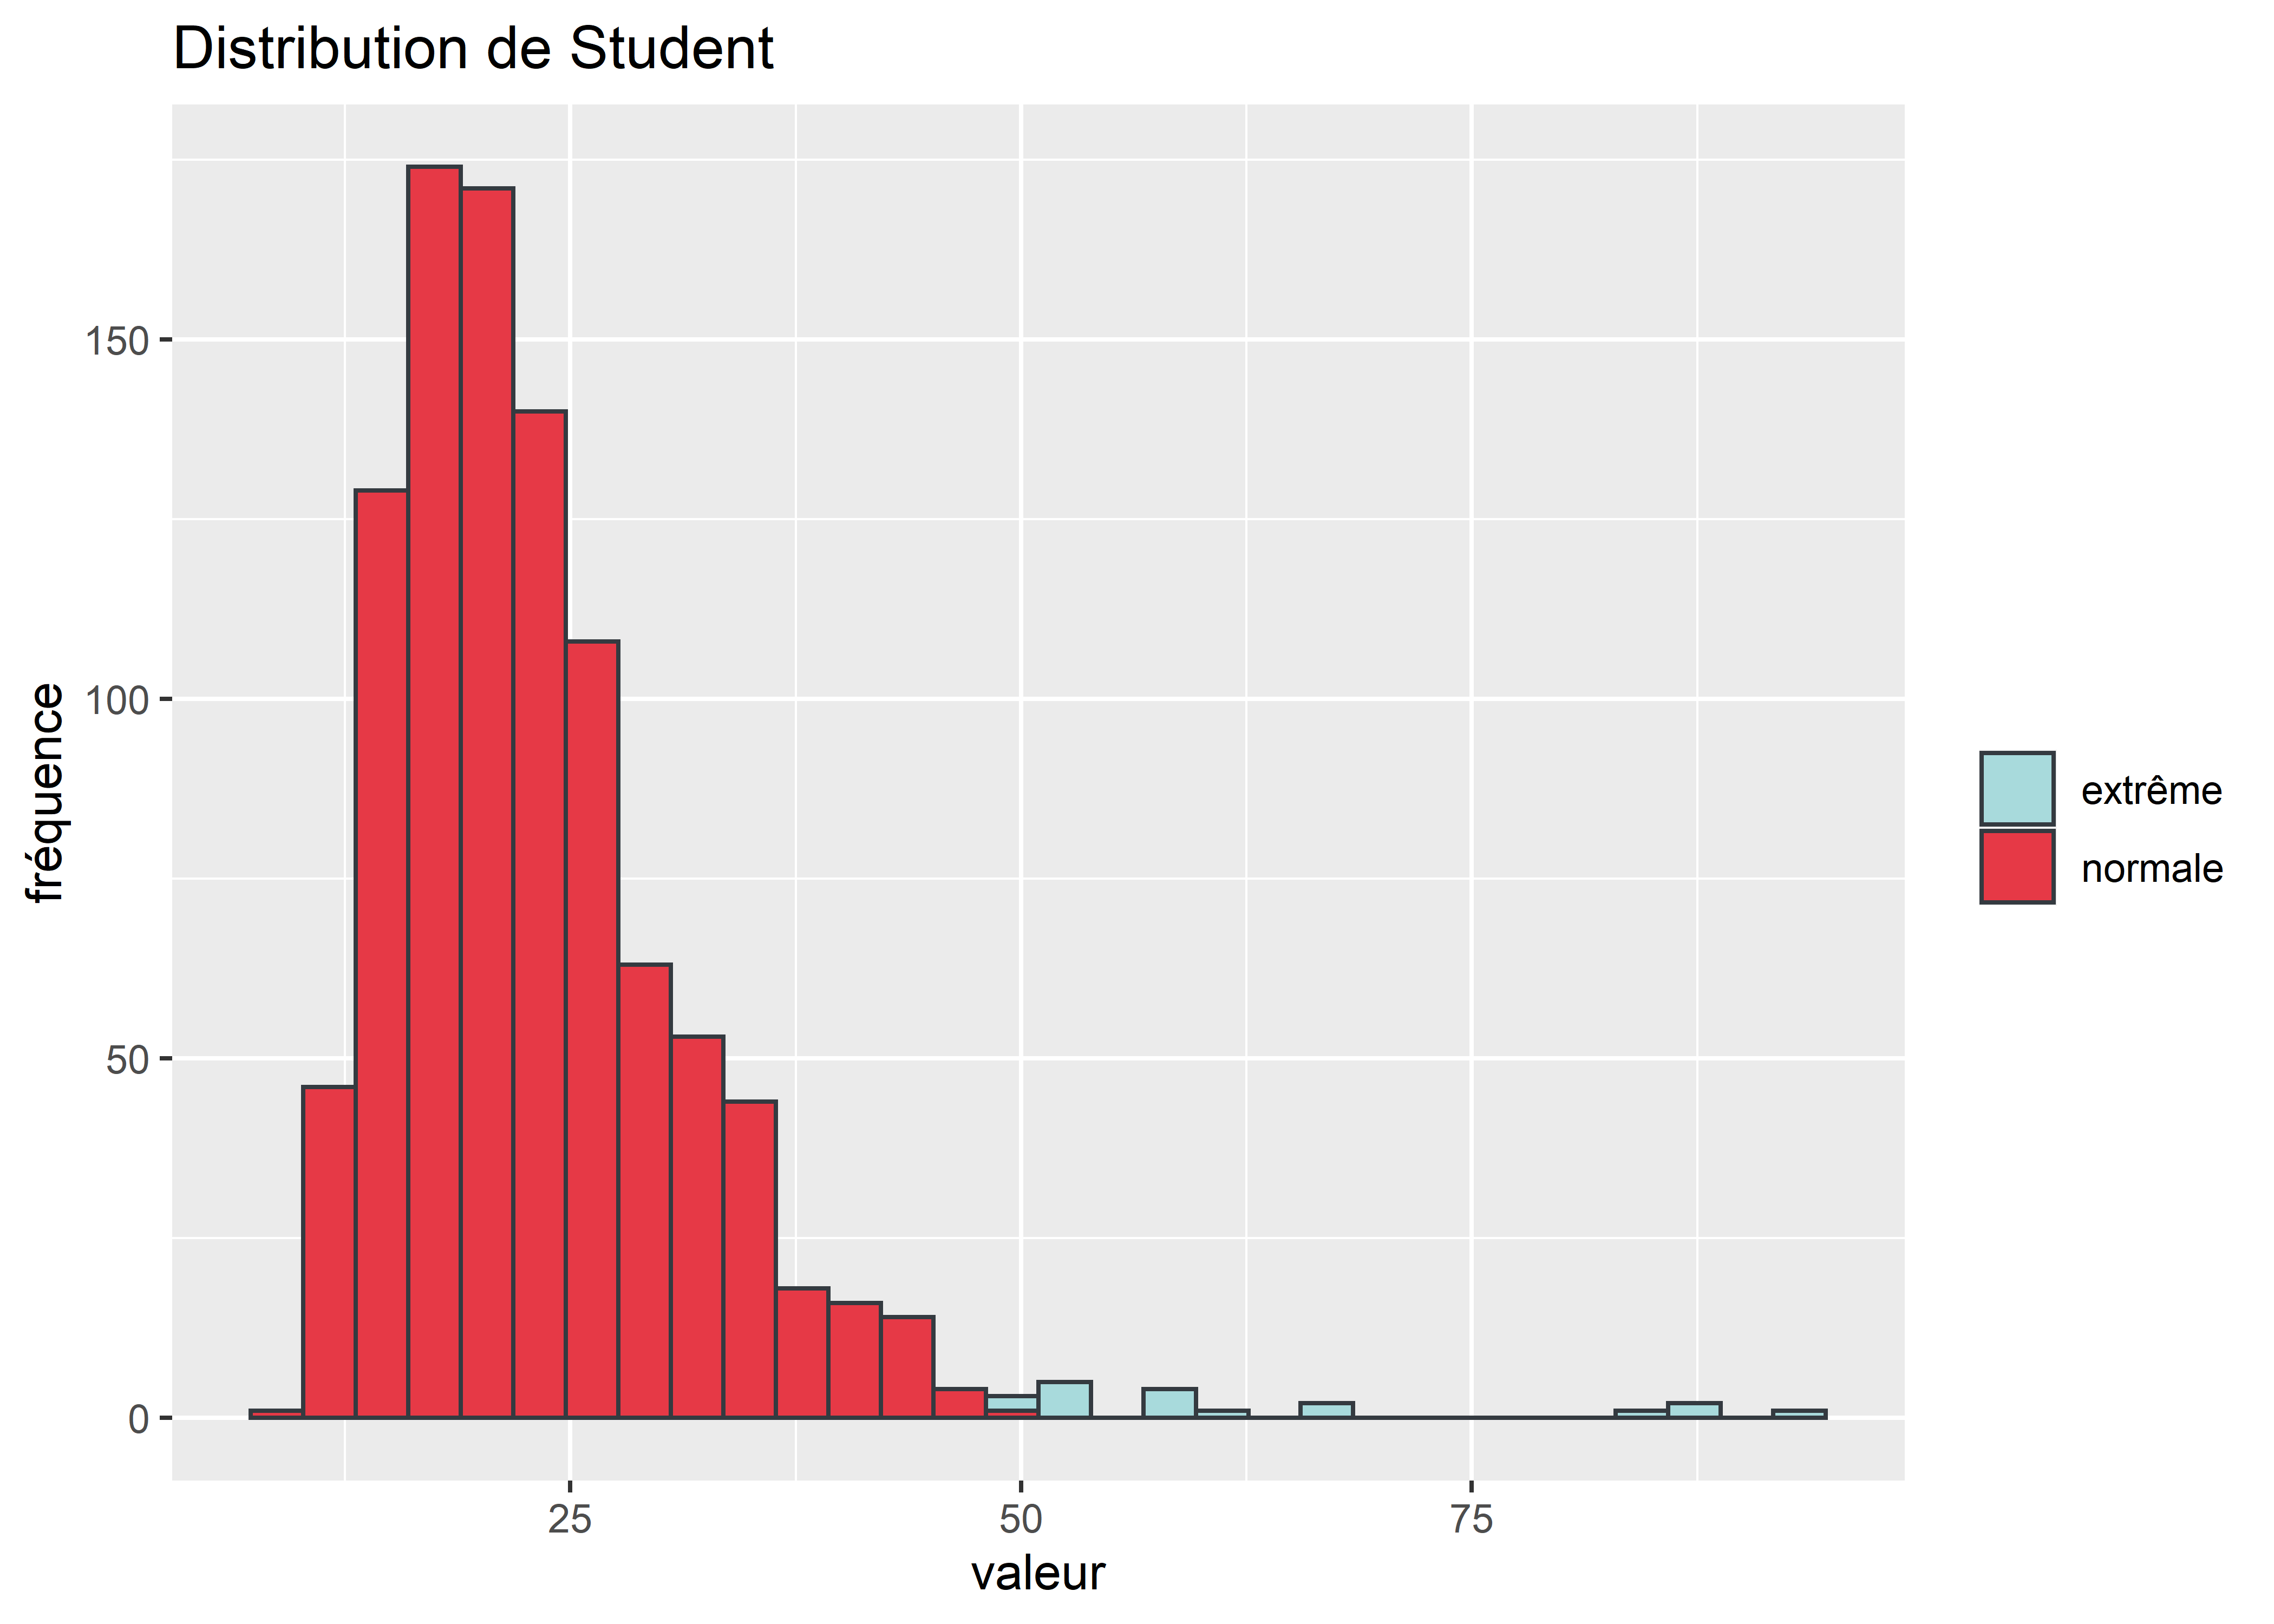 Distribution de Student
150
100
50
0
fréquence
25
50
75
valeur
extrême
normale